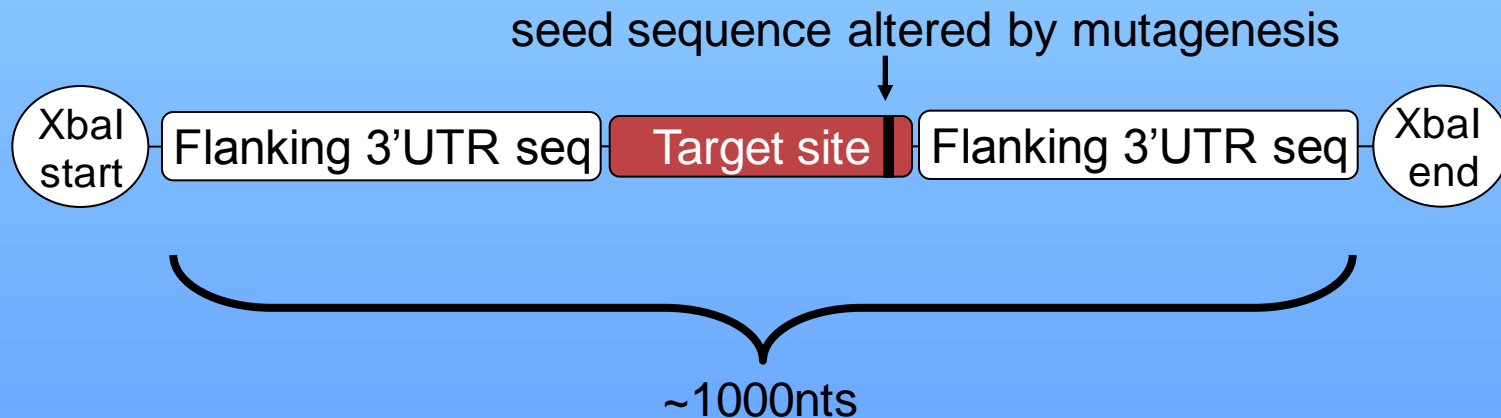 seed sequence altered by mutagenesis
XbaI
start
Flanking 3'UTR seq
Target site
Flanking 3'UTR seq
XbaI
end
~1000nts